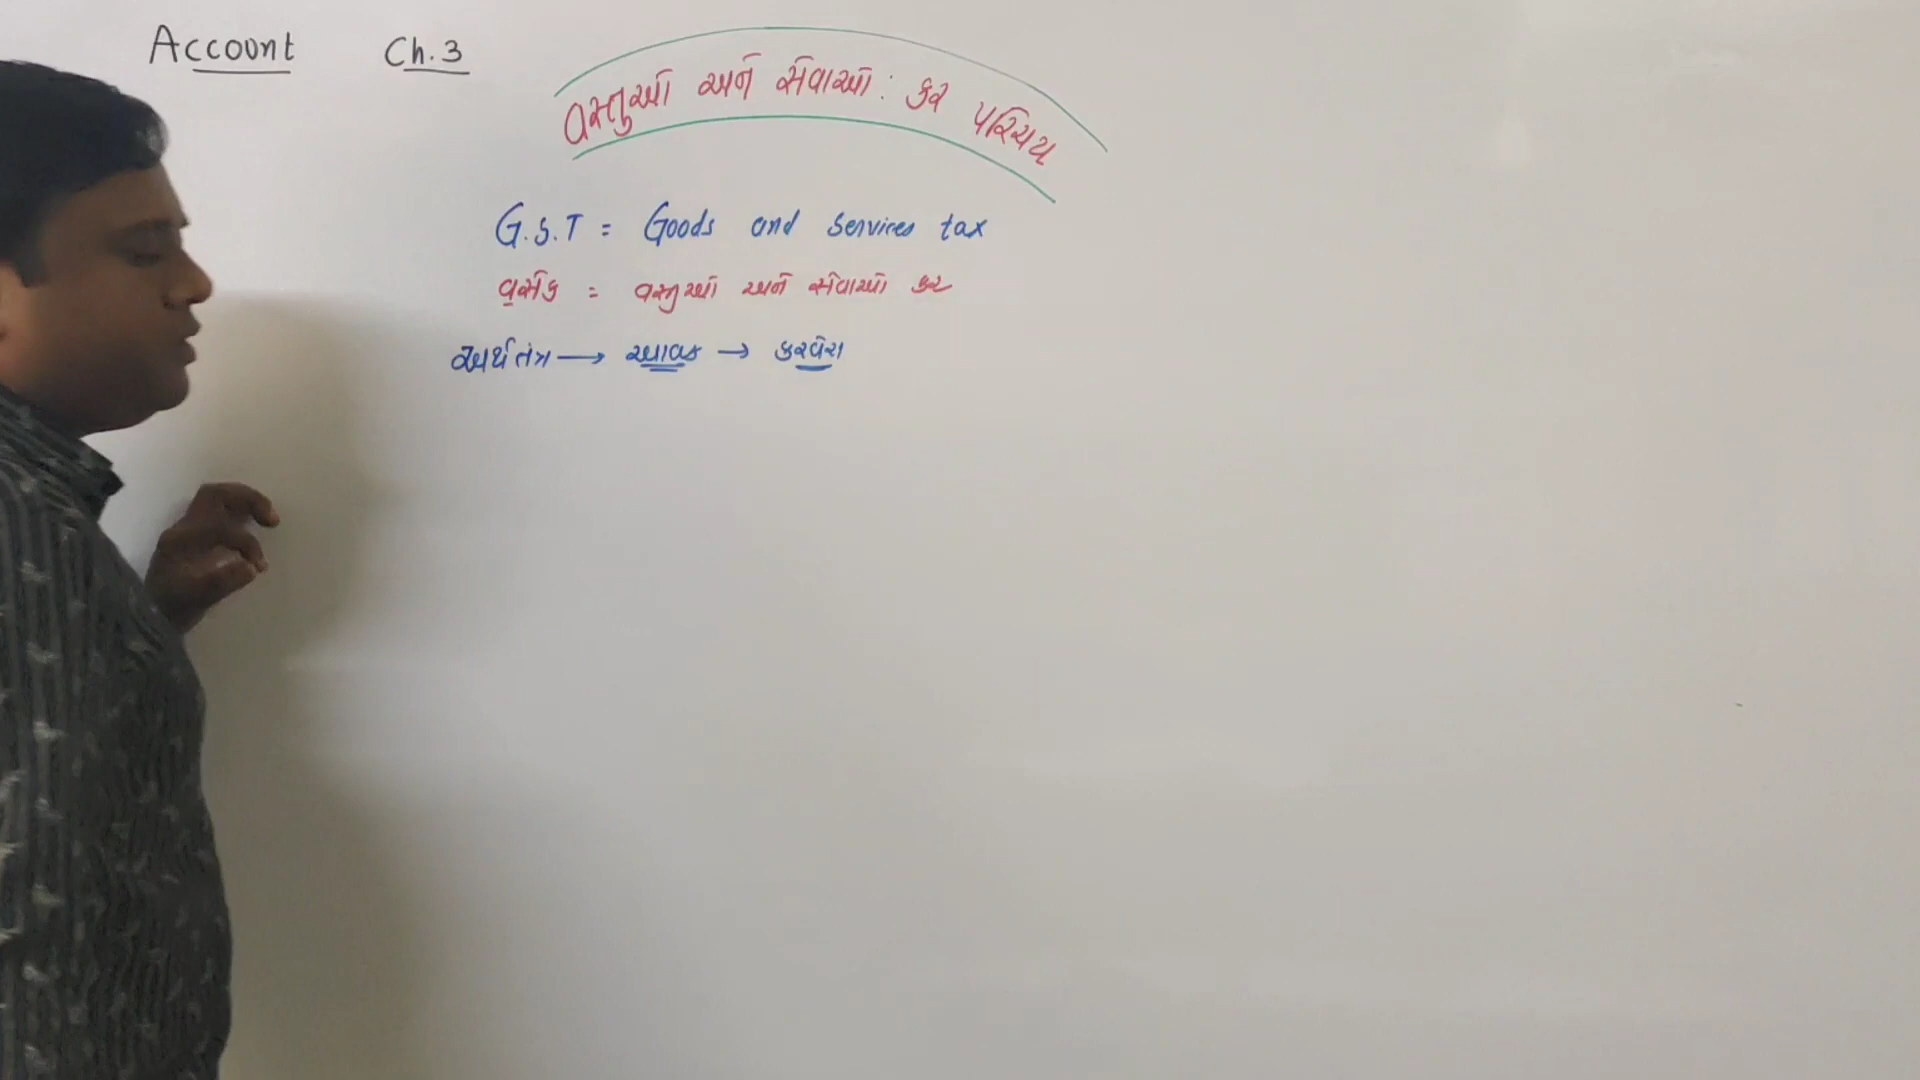 Account Ch.3
વસ્તુઓ અને સેવાઓ : કર પરિચય
G.S.T = Goods and Services tax
વસેક = વસ્તુઓ અને સેવાઓ કર
અર્થતંત્ર → આવક → કરવેરા